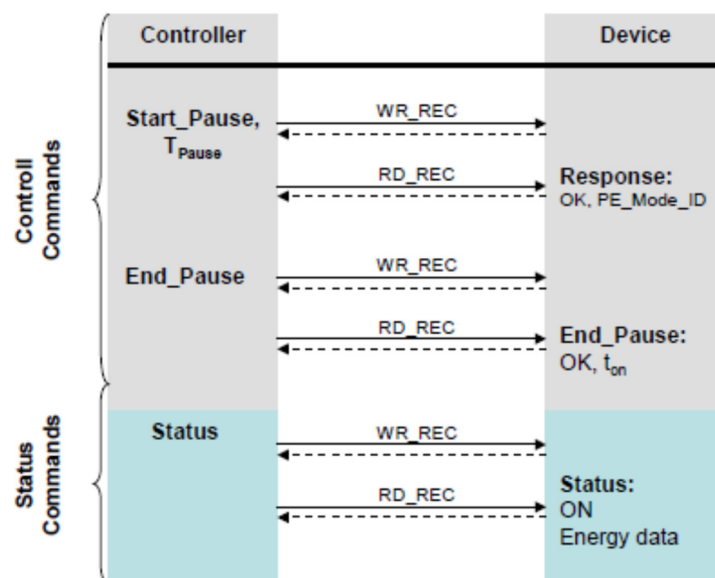 Controller
Device
Controll
Commands
Start_Pause,
TPause
WR_REC
RD_REC
Response:
OK, PE_Mode_ID
End_Pause
WR_REC
RD_REC
End_Pause:
OK, ton
Status
Commands
Status
WR_REC
RD_REC
Status:
ON
Energy data